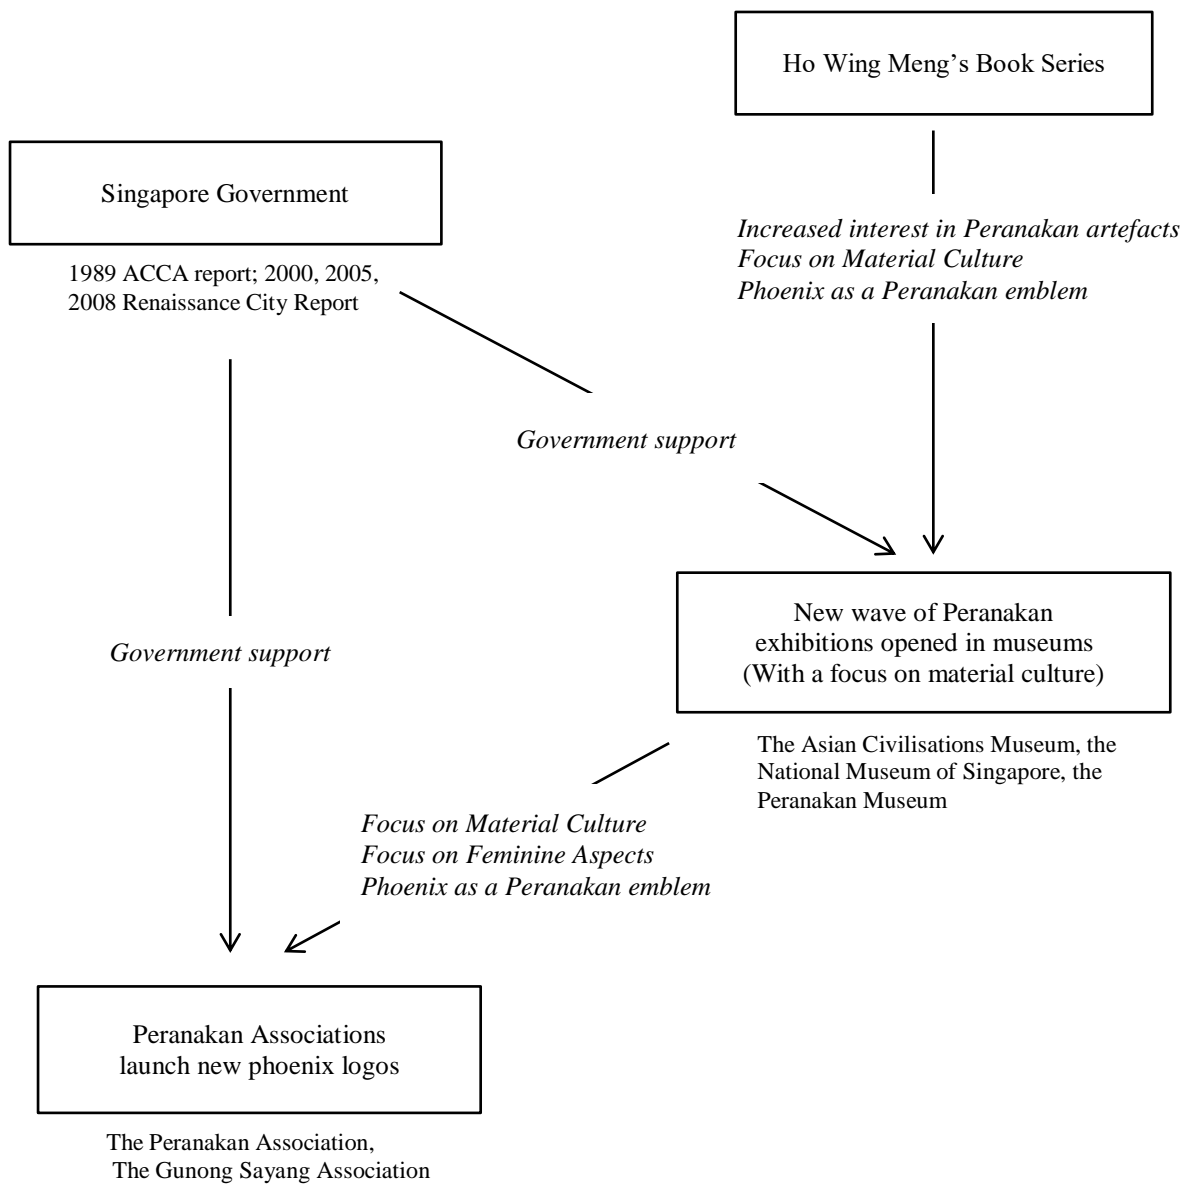 Ho Wing Meng’s Book Series
Singapore Government
1989 ACCA report; 2000, 2005,
2008 Renaissance City Report
Increased interest in Peranakan artefacts
Focus on Material Culture
Phoenix as a Peranakan emblem
Government support
Government support
New wave of Peranakan
exhibitions opened in museums
(With a focus on material culture)
The Asian Civilisations Museum, the
National Museum of Singapore, the
Peranakan Museum
Focus on Material Culture
Focus on Feminine Aspects
Phoenix as a Peranakan emblem
Peranakan Associations
launch new phoenix logos
The Peranakan Association,
The Gunong Sayang Association